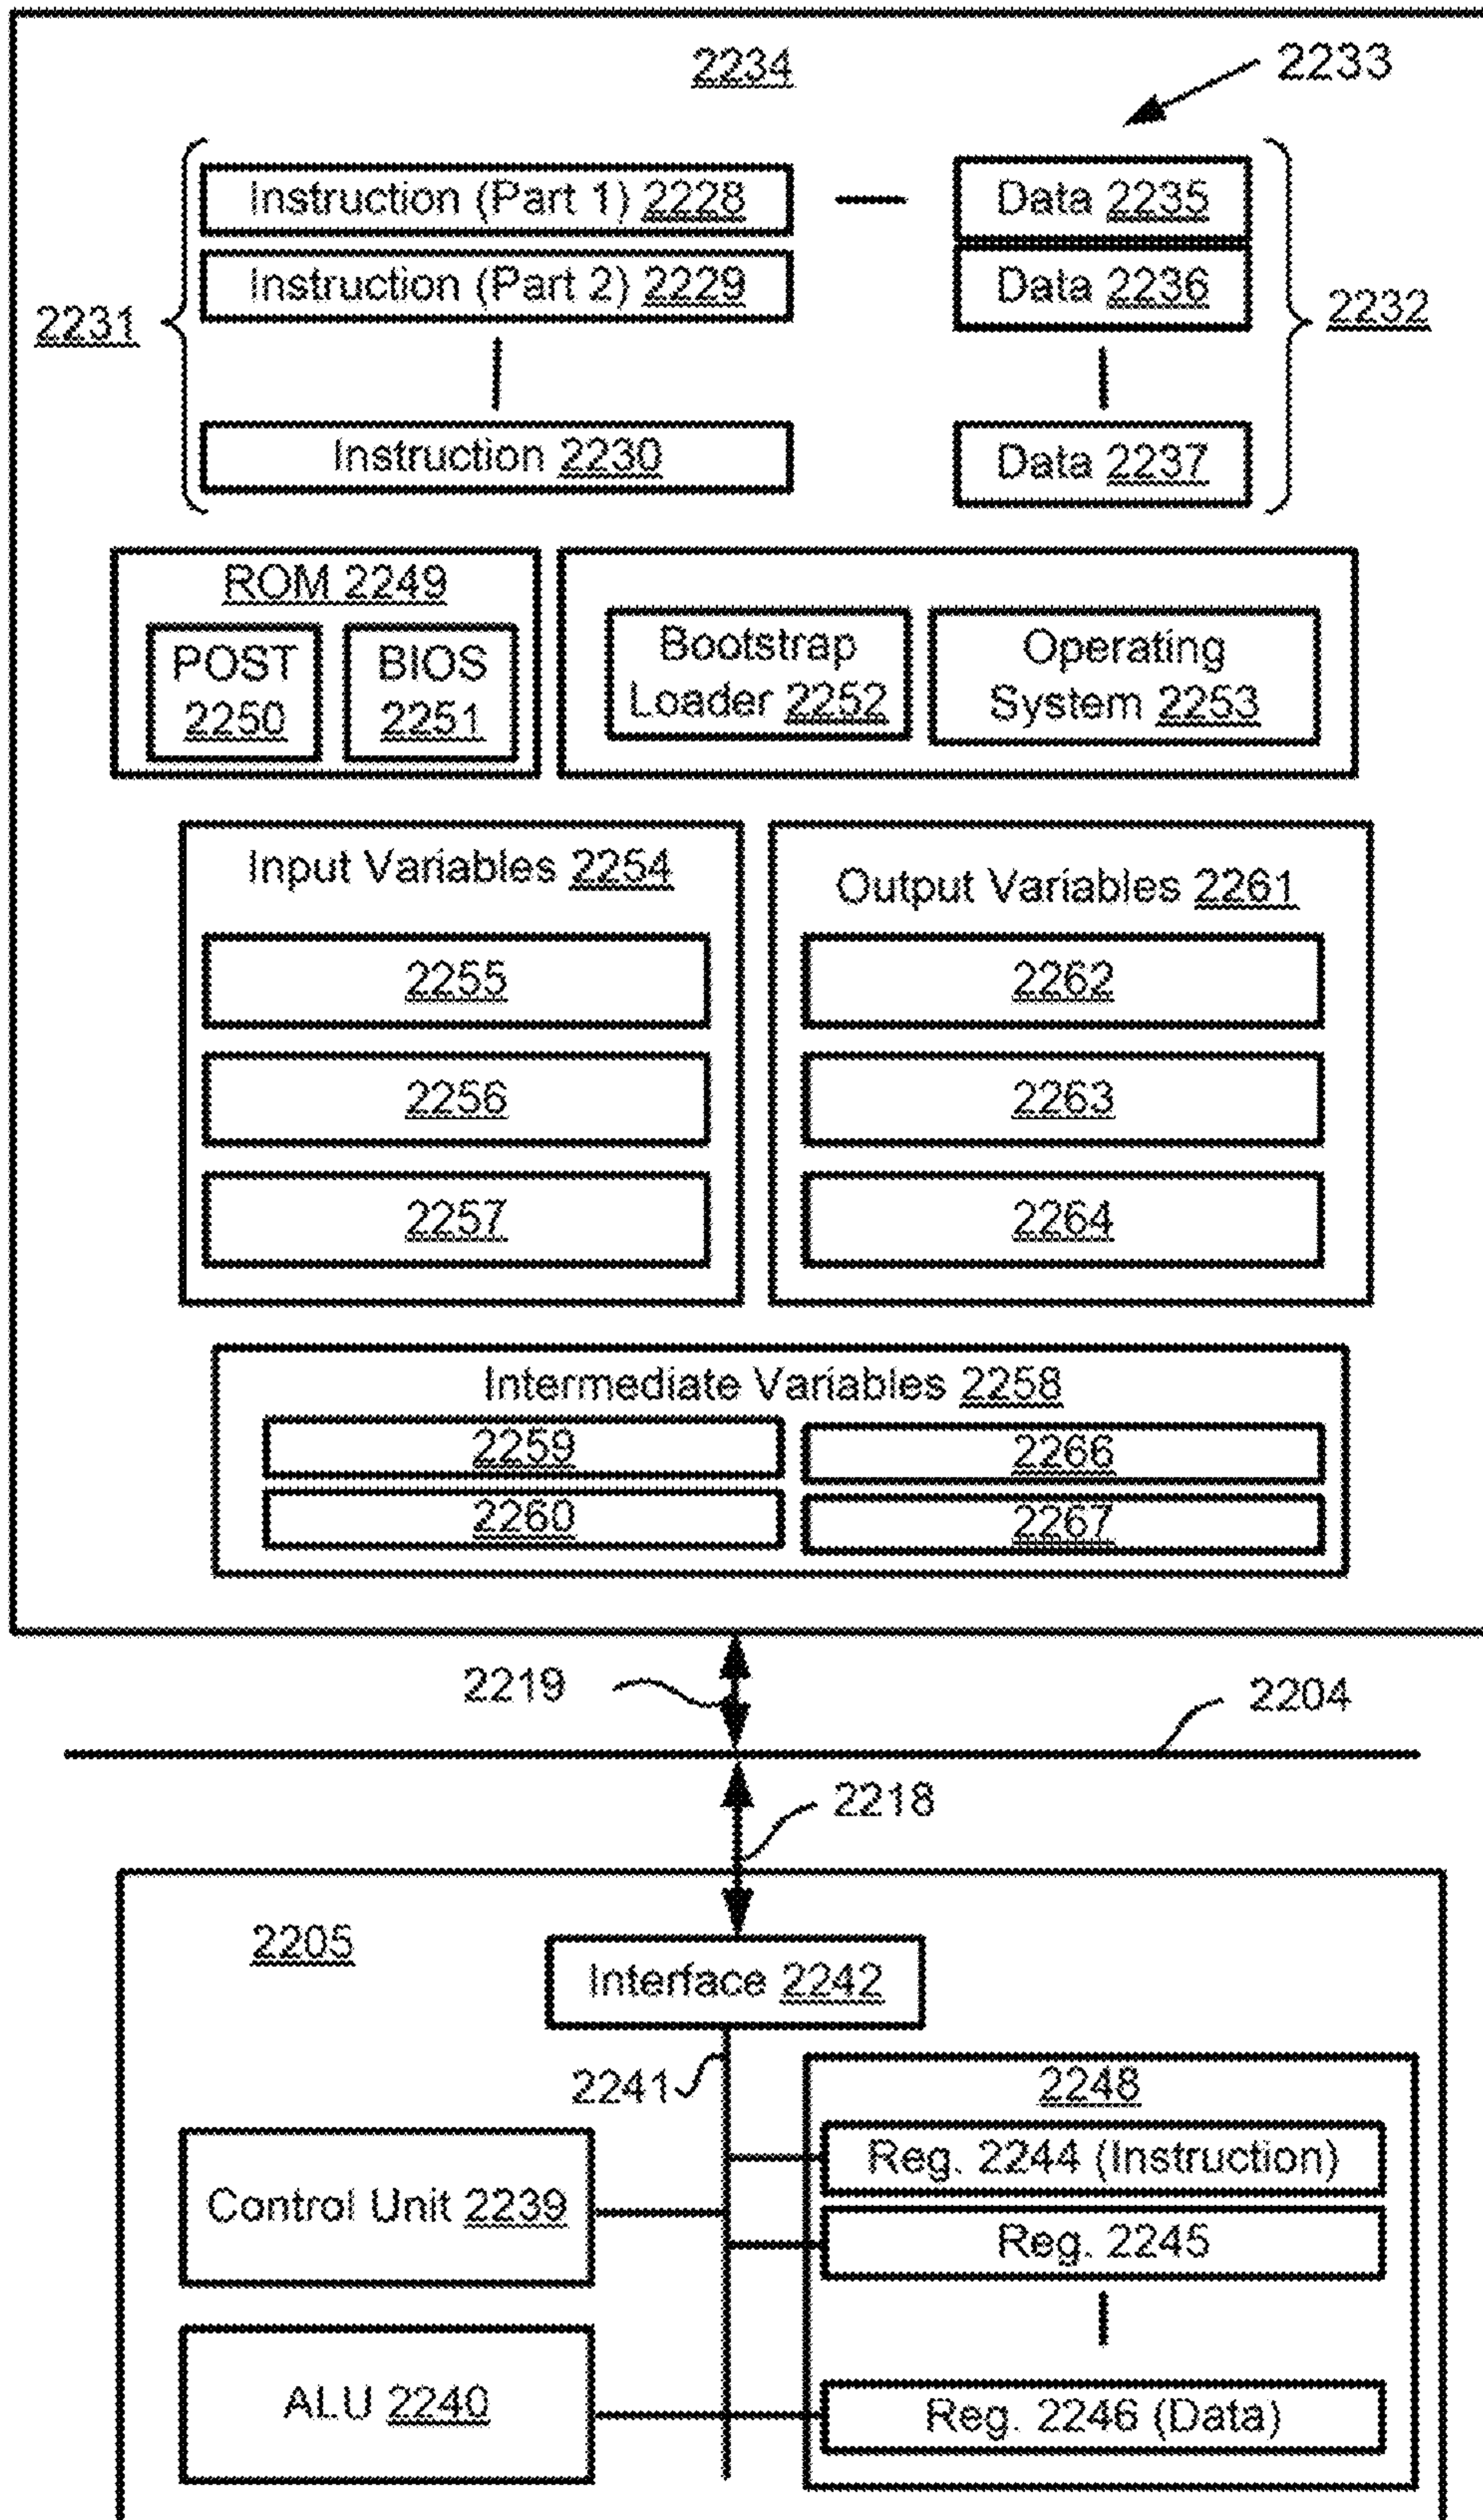 2234
2233
Instruction (Part 1) 2228
Data 2235
Instruction (Part 2) 2229
Data 2236
2231
2232
Instruction 2230
Data 2237
ROM 2249
POST
2250
BIOS
2251
Bootstrap
Loader 2252
Operating
System 2253
Input Variables 2254
2255
2256
2257
Output Variables 2261
2262
2263
2264
Intermediate Variables 2258
2259
2266
2260
2267
2219
2204
2218
2205
Interface 2242
2241
2248
Reg. 2244 (Instruction)
Control Unit 2239
Reg. 2245
ALU 2240
Reg. 2246 (Data)